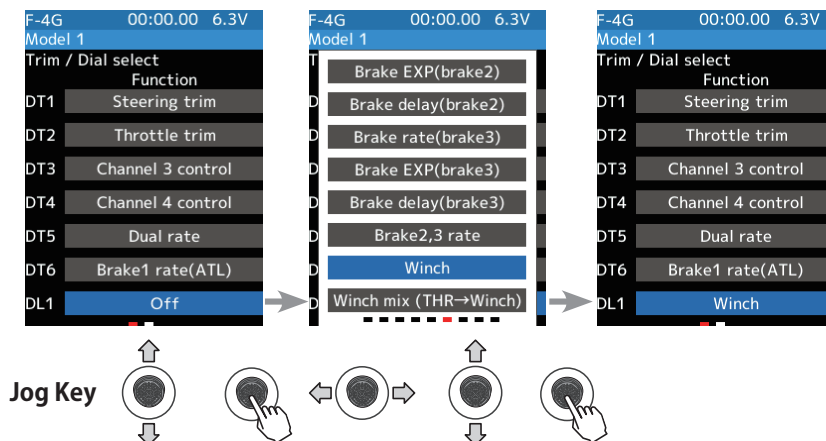 F-4G 00:00.00 6.3V
Model 1
Trim / Dial select
Function
DT1 Steering trim
DT2 Throttle trim
DT3 Channel 3 control
DT4 Channel 4 control
DT5 Dual rate
DT6 Brake1 rate(ATL)
DL1 Off
F-4G 00:00.00 6.3V
Model 1
T
Brake EXP(brake2)
D Brake delay(brake2)
D Brake rate(brake3)
D Brake EXP(brake3)
D Brake delay(brake3)
D Brake2,3 rate
D Winch
D Winch mix (THR→Winch)
F-4G 00:00.00 6.3V
Model 1
Trim / Dial select
Function
DT1 Steering trim
DT2 Throttle trim
DT3 Channel 3 control
DT4 Channel 4 control
DT5 Dual rate
DT6 Brake1 rate(ATL)
DL1 Winch
Jog Key